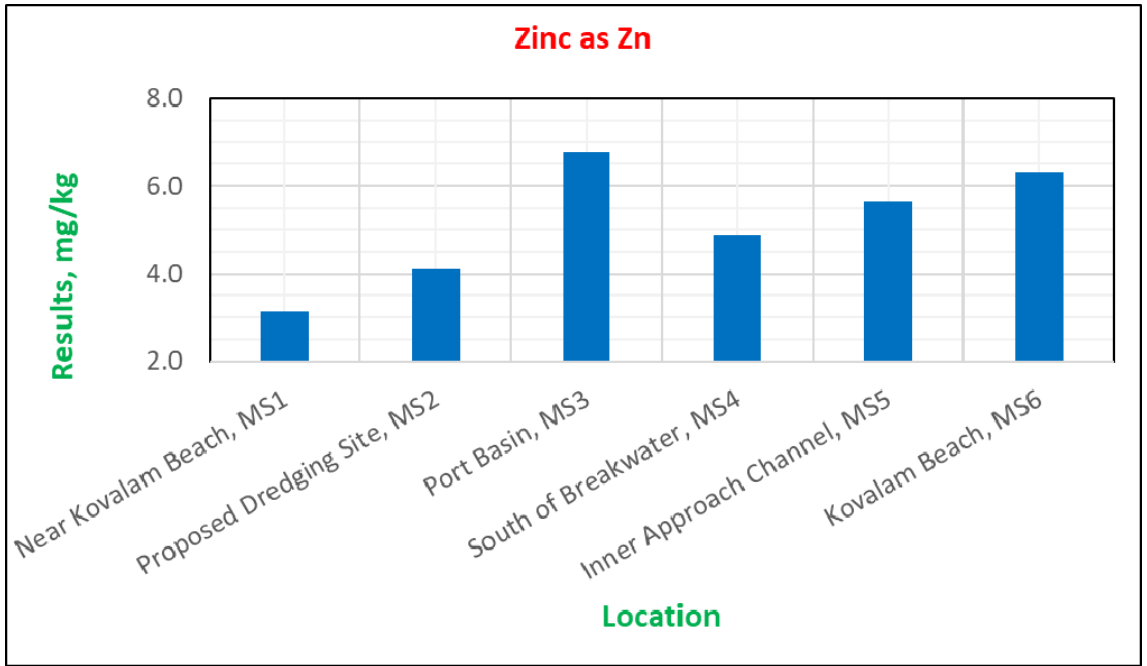 Zinc as Zn
Results, mg/kg
8.0
6.0
4.0
2.0
Near Kovalam Beach, MS1
Proposed Dredging Site, MS2
Port Basin, MS3
South of Breakwater, MS4
Inner Approach Channel, MS5
Kovalam Beach, MS6
Location